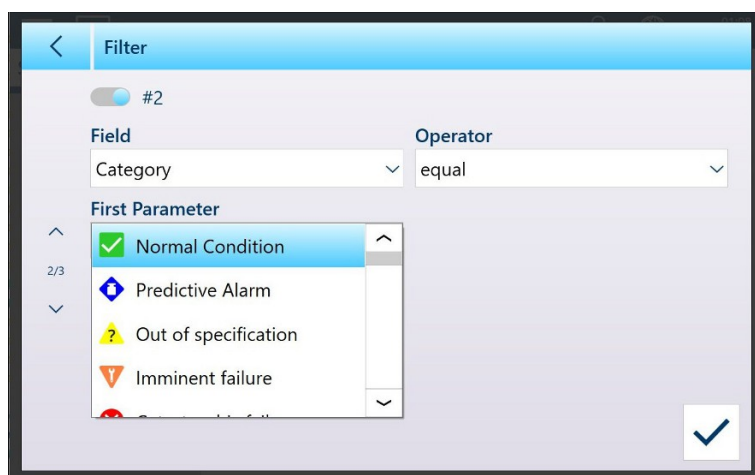 Filter
#2
Field
Operator
Category
equal
First Parameter
Normal Condition
2/3
Predictive Alarm
Out of specification
Imminent failure